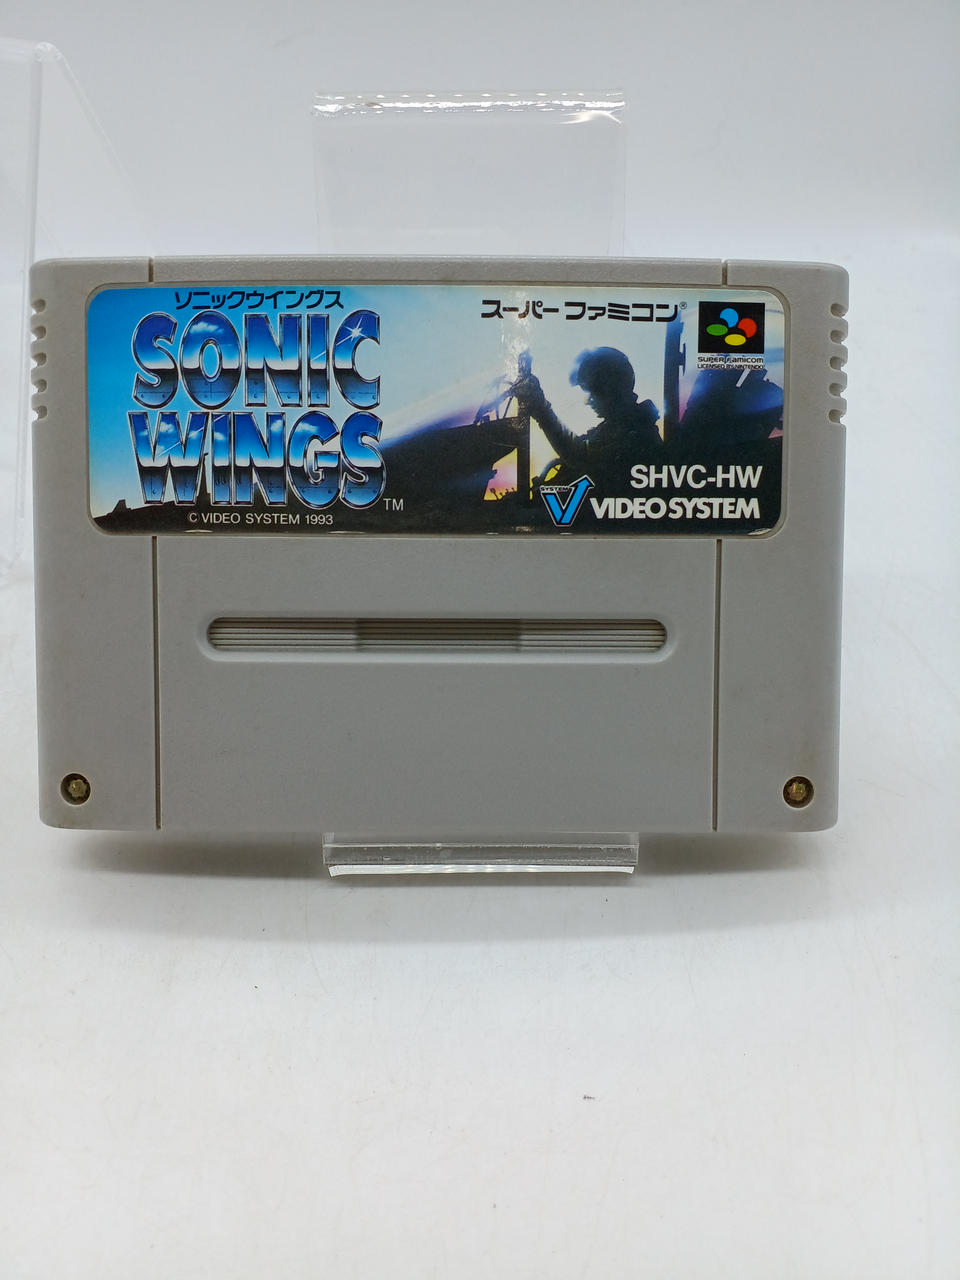 ソニックウイングス
SONIC
WINGS
TM
© VIDEO SYSTEM 1993
スーパーファミコン®
SUPER FAMICOM
LICENSED BY NINTENDO
SHVC-HW
SYSTEM
V
VIDEO SYSTEM